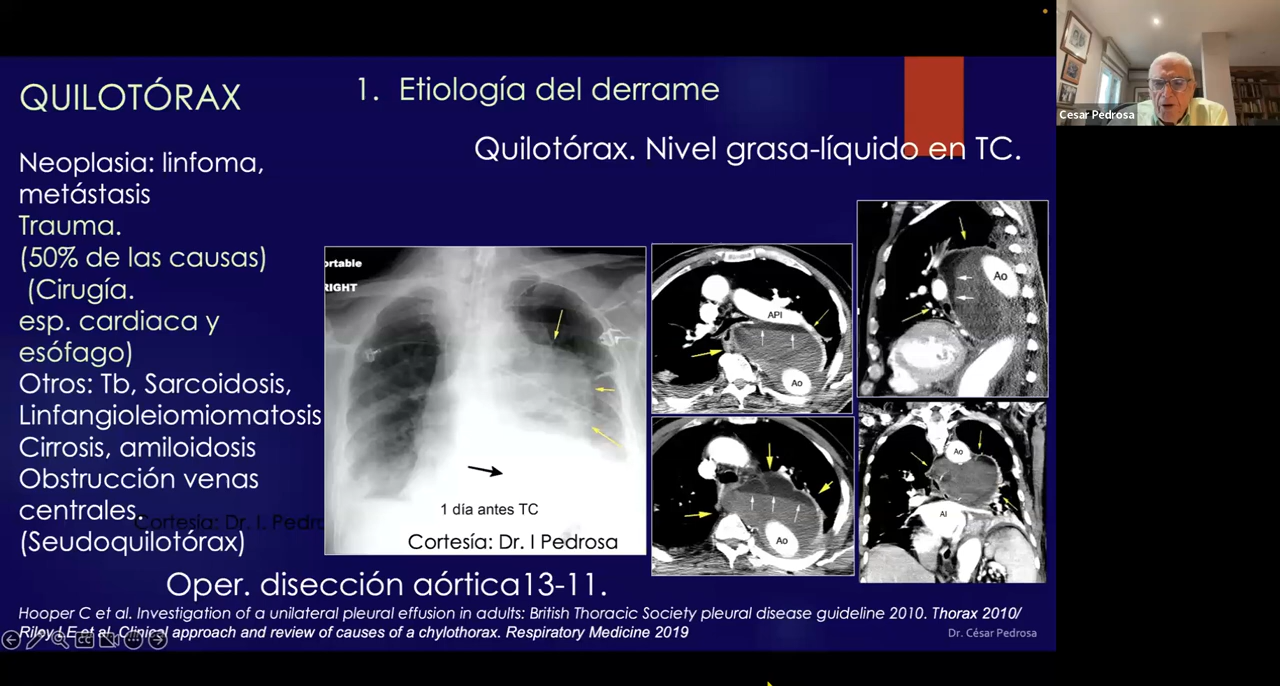 Cesar Pedrosa
QUILOTÓRAX
1. Etiología del derrame
Quilotórax. Nivel grasa-líquido en TC.
Neoplasia: linfoma,
metástasis
Trauma.
(50% de las causas)
(Cirugía.
esp. cardiaca y
esófago)
Otros: Tb, Sarcoidosis,
Linfangioleiomiomatosis
Cirrosis, amiloidosis
Obstrucción venas
centrales.
(Seudoquilotórax)
Cortesía: Dr. I. Pedro
ortable
RIGHT
1 día antes TC
Cortesía: Dr. I Pedrosa
API
Ao
Ao
Ao
Ao
AI
Oper. disección aórtica13-11.
Hooper C et al. Investigation of a unilateral pleural effusion in adults: British Thoracic Society pleural disease guideline 2010. Thorax 2010/
Riley LE et al. Clinical approach and review of causes of a chylothorax. Respiratory Medicine 2019
Dr. César Pedrosa